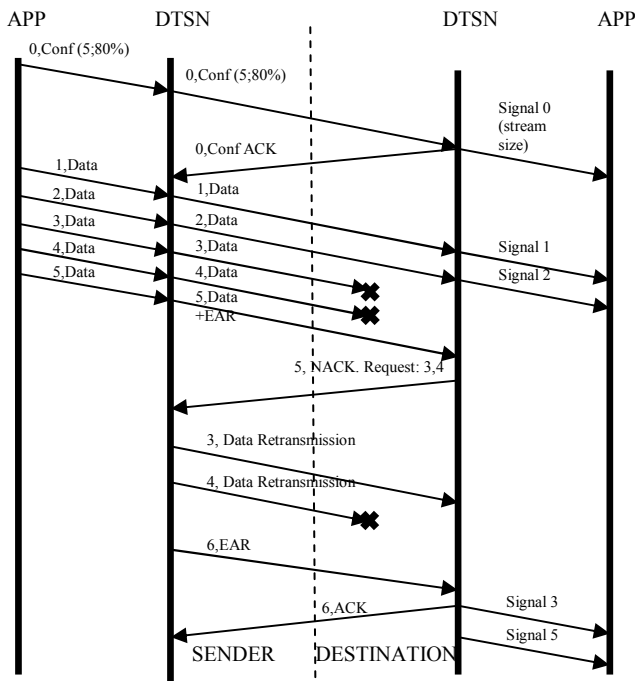 APP DTSN DTSN APP
0,Conf (5;80%)
0,Conf (5;80%)
Signal 0
(stream
size)
0,Conf ACK
1,Data
1,Data
2,Data
2,Data
3,Data
3,Data
Signal 1
4,Data
4,Data
Signal 2
5,Data
5,Data
+EAR
5, NACK. Request: 3,4
3, Data Retransmission
4, Data Retransmission
6,EAR
6,ACK
Signal 3
Signal 5
SENDER DESTINATION